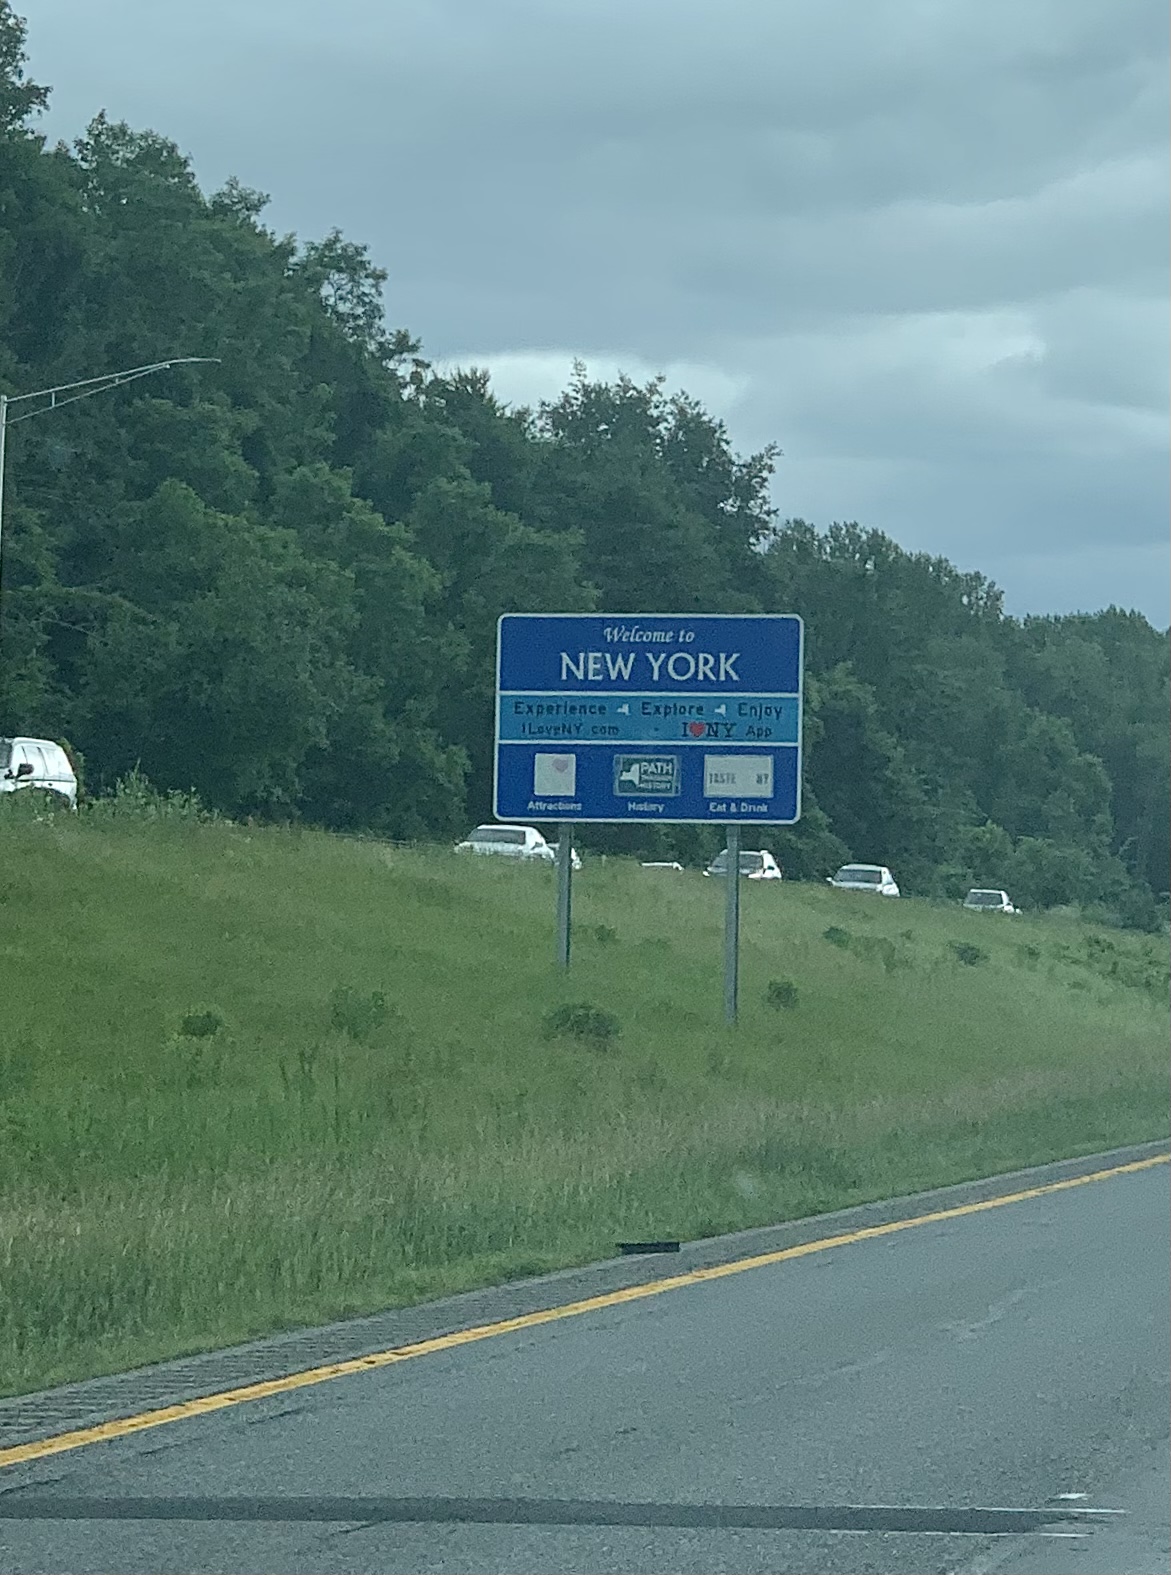 Welcome to
NEW YORK
Experience Explore Enjoy
ILoveNY.com · I♥NY App
PATH
THROUGH
HISTORY
TASTE NY
Attractions History Eat & Drink